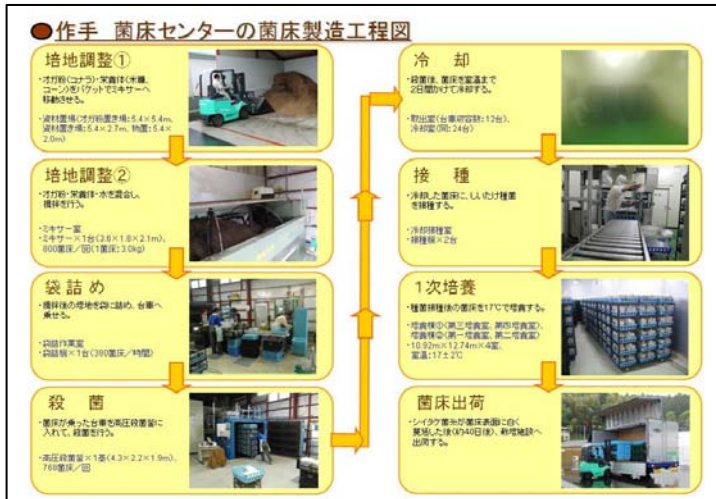 ●作手 菌床センターの菌床製造工程図
培地調整①
・オガ粉(コナラ)・栄養体(米糠、
コーン)をバケットでミキサーへ
移動させる。
・資材置場(オガ粉置き場:5.4×5.4m、
資材置き場:5.4×2.7m、物置:5.4×
2.0m)
培地調整②
・オガ粉・栄養体・水を混合し、
攪拌を行う。
・ミキサー室
・ミキサー×1台(3.6×1.8×2.1m)、
800菌床/回(1菌床:3.0kg)
袋詰め
・攪拌後の培地を袋に詰め、台車へ
乗せる。
・袋詰作業室
・袋詰機×1台(380菌床/時間)
殺菌
・菌床が乗った台車を高圧殺菌釜に
入れて、殺菌を行う。
・高圧殺菌釜×1基(4.3×2.2×1.9m)、
768菌床/回
冷却
・殺菌後、菌床を室温まで
2日間かけて冷却する。
・取出室(台車収容数:12台)、
冷却室(同:24台)
接種
・冷却した菌床に、しいたけ種菌
を接種する。
・冷却接種室
・接種機×2台
1次培養
・種菌接種後の菌床を17℃で培養する。
・培養棟①(第三培養室、第四培養室)、
培養棟②(第一培養室、第二培養室)
・10.92m×12.74m×4室、
室温:17±2℃
菌床出荷
・シイタケ菌糸が菌床表面に白く
蔓延した後(約40日後)、栽培施設へ
出荷する。